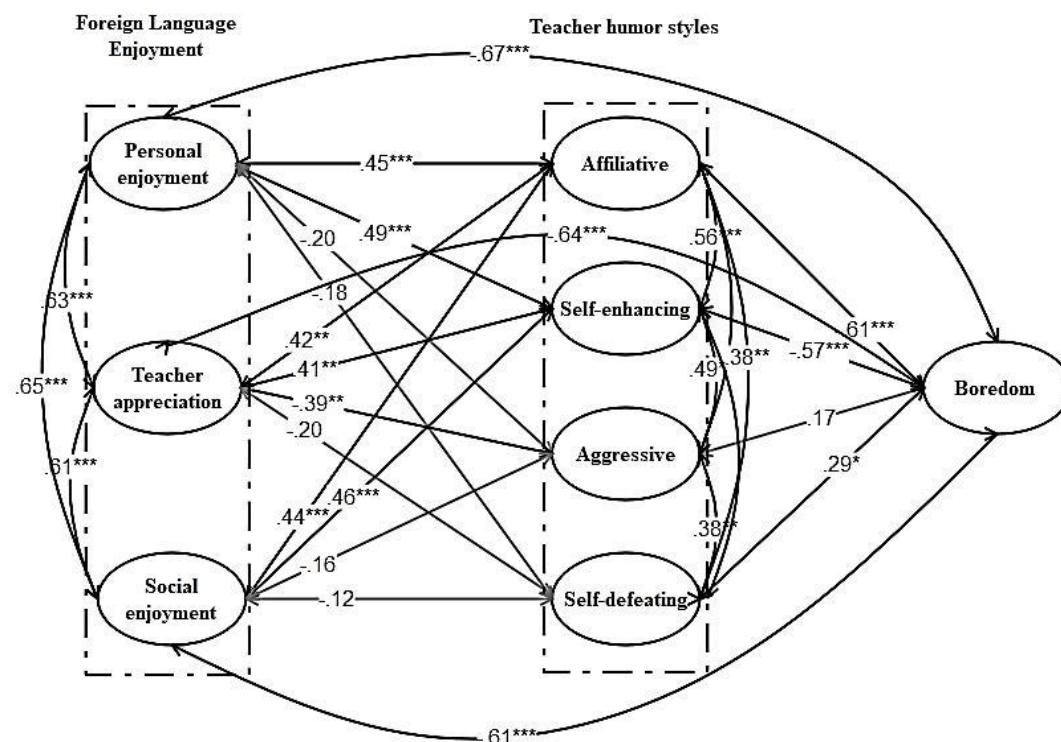 Foreign Language
Enjoyment
Teacher humor styles
-.67***
Personal
enjoyment
.45***
Affiliative
.49***
-.20
-.64***
.56***
-.18
.63***
Self-enhancing
.61***
.42**
-.57***
.38**
.49
Teacher
appreciation
.41**
Boredom
.65***
-.39**
.17
-.20
Aggressive
.29*
.61***
.46***
.44***
.38**
-.16
Social
enjoyment
-.12
Self-defeating
-.61***